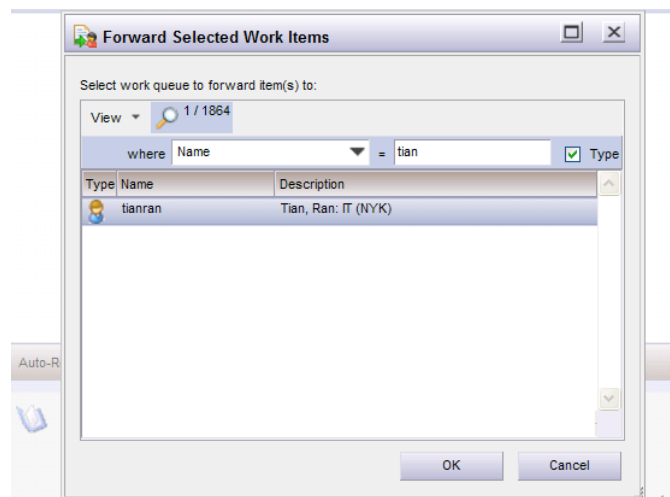 Forward Selected Work Items
Select work queue to forward item(s) to:
View 1 / 1864
where Name = tian Type
Type Name Description
tianran Tian, Ran: IT (NYK)
Auto-R
OK Cancel